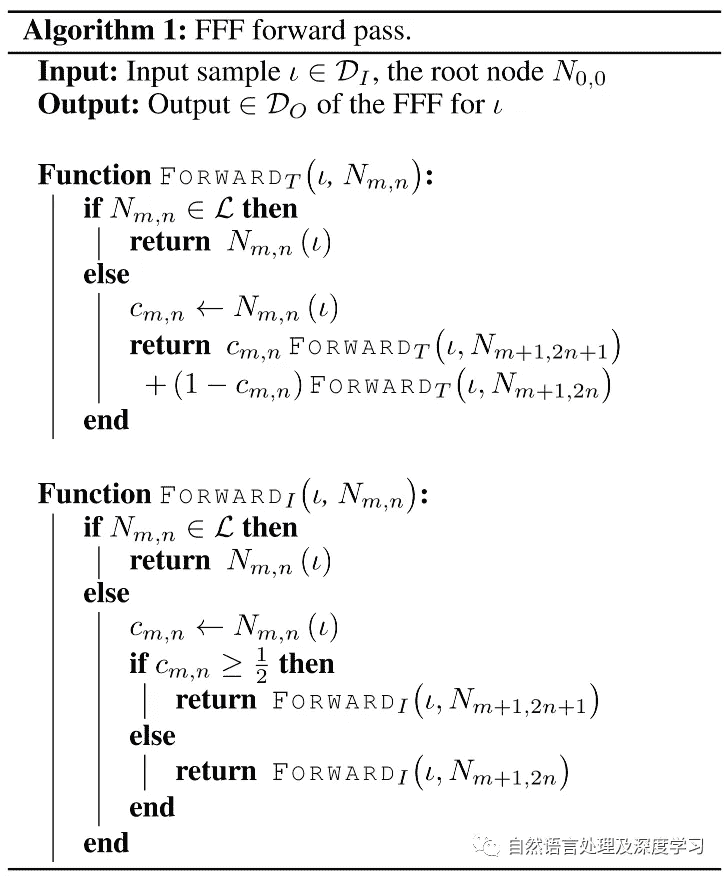 Algorithm 1: FFF forward pass.
Input: Input sample ι ∈ 𝒟_I, the root node N_{0,0}
Output: Output ∈ 𝒟_O of the FFF for ι
Function FORWARD_T(ι, N_{m,n}):
if N_{m,n} ∈ ℒ then
return N_{m,n} (ι)
else
c_{m,n} ← N_{m,n} (ι)
return c_{m,n} FORWARD_T(ι, N_{m+1,2n+1})
+ (1 − c_{m,n}) FORWARD_T(ι, N_{m+1,2n})
end
Function FORWARD_I(ι, N_{m,n}):
if N_{m,n} ∈ ℒ then
return N_{m,n} (ι)
else
c_{m,n} ← N_{m,n} (ι)
if c_{m,n} ≥ 1/2 then
return FORWARD_I(ι, N_{m+1,2n+1})
else
return FORWARD_I(ι, N_{m+1,2n})
end
end
自然语言处理及深度学习